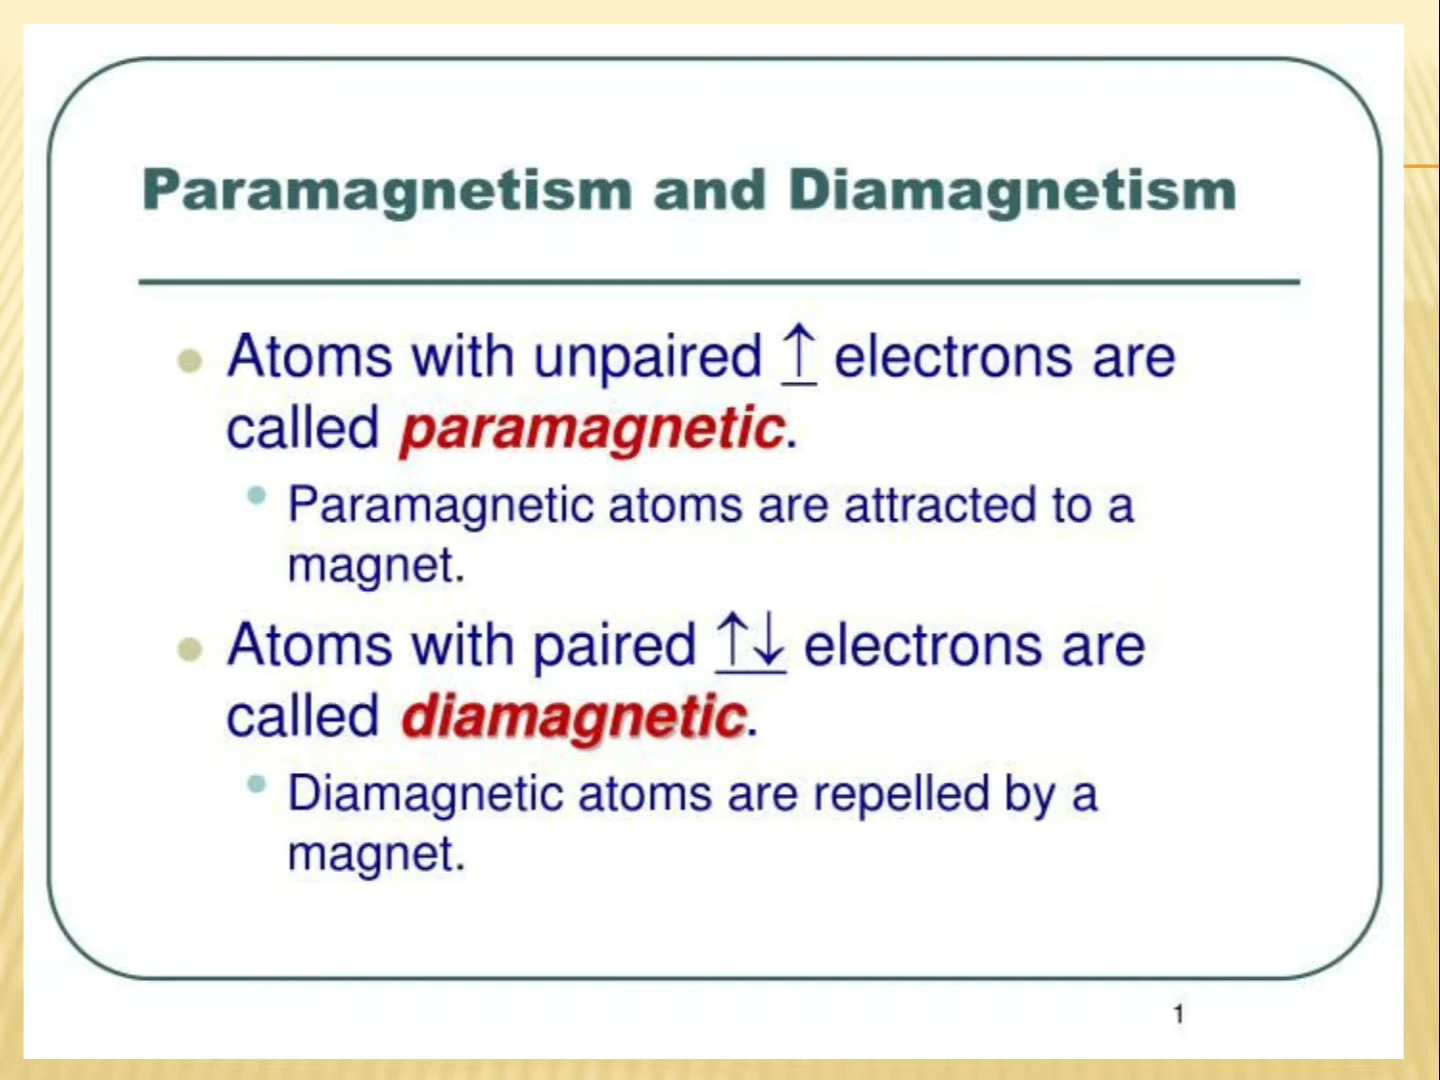 Paramagnetism and Diamagnetism
Atoms with unpaired ↑ electrons are
called paramagnetic.
Paramagnetic atoms are attracted to a
magnet.
Atoms with paired ↑↓ electrons are
called diamagnetic.
Diamagnetic atoms are repelled by a
magnet.
1